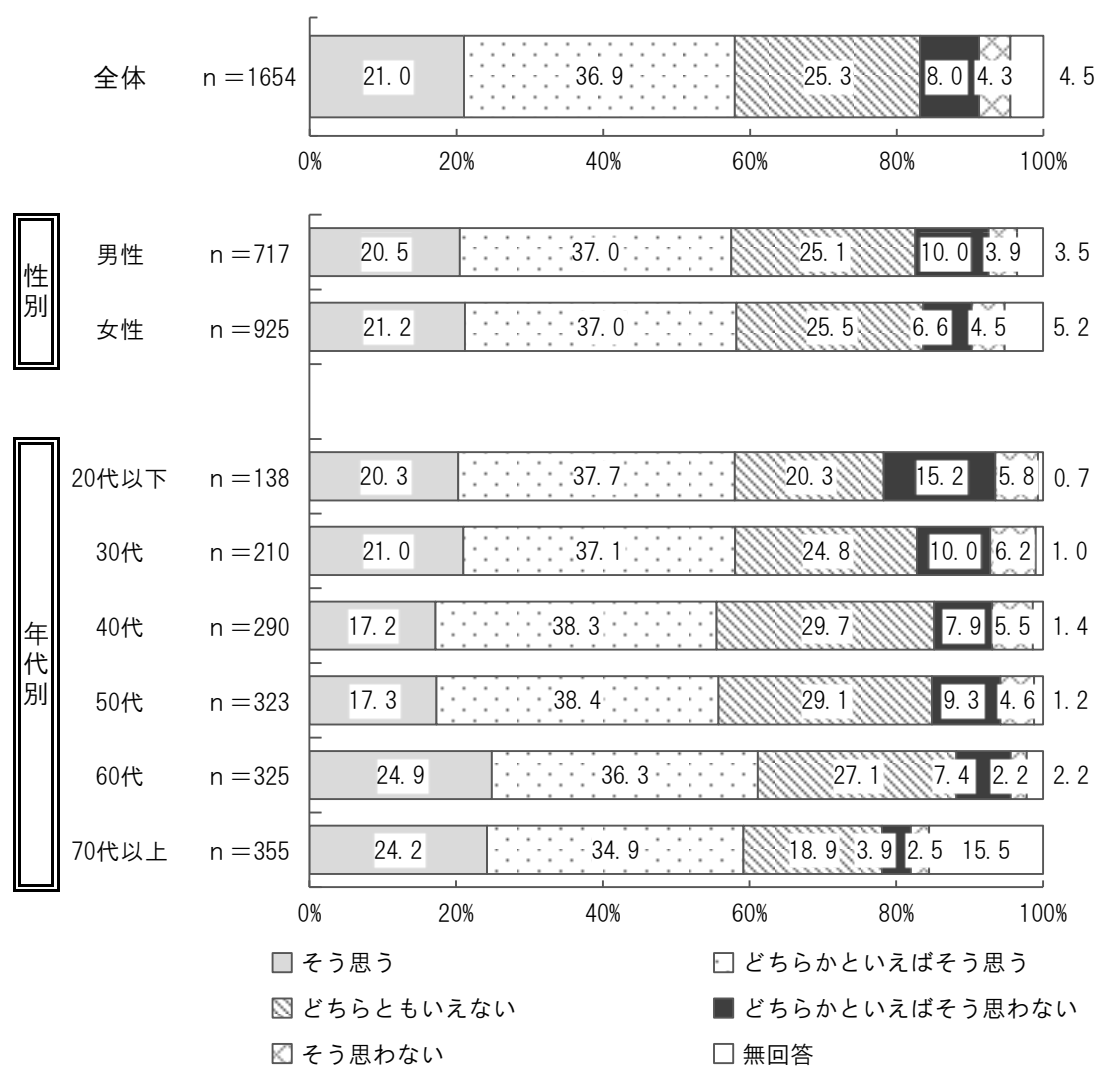 全体 n=1654 21.0 36.9 25.3 8.0 4.3 4.5
0% 20% 40% 60% 80% 100%
性別
男性 n=717 20.5 37.0 25.1 10.0 3.9 3.5
女性 n=925 21.2 37.0 25.5 6.6 4.5 5.2
年代別
20代以下 n=138 20.3 37.7 20.3 15.2 5.8 0.7
30代 n=210 21.0 37.1 24.8 10.0 6.2 1.0
40代 n=290 17.2 38.3 29.7 7.9 5.5 1.4
50代 n=323 17.3 38.4 29.1 9.3 4.6 1.2
60代 n=325 24.9 36.3 27.1 7.4 2.2 2.2
70代以上 n=355 24.2 34.9 18.9 3.9 2.5 15.5
0% 20% 40% 60% 80% 100%
そう思う どちらかといえばそう思う
どちらともいえない どちらかといえばそう思わない
そう思わない 無回答